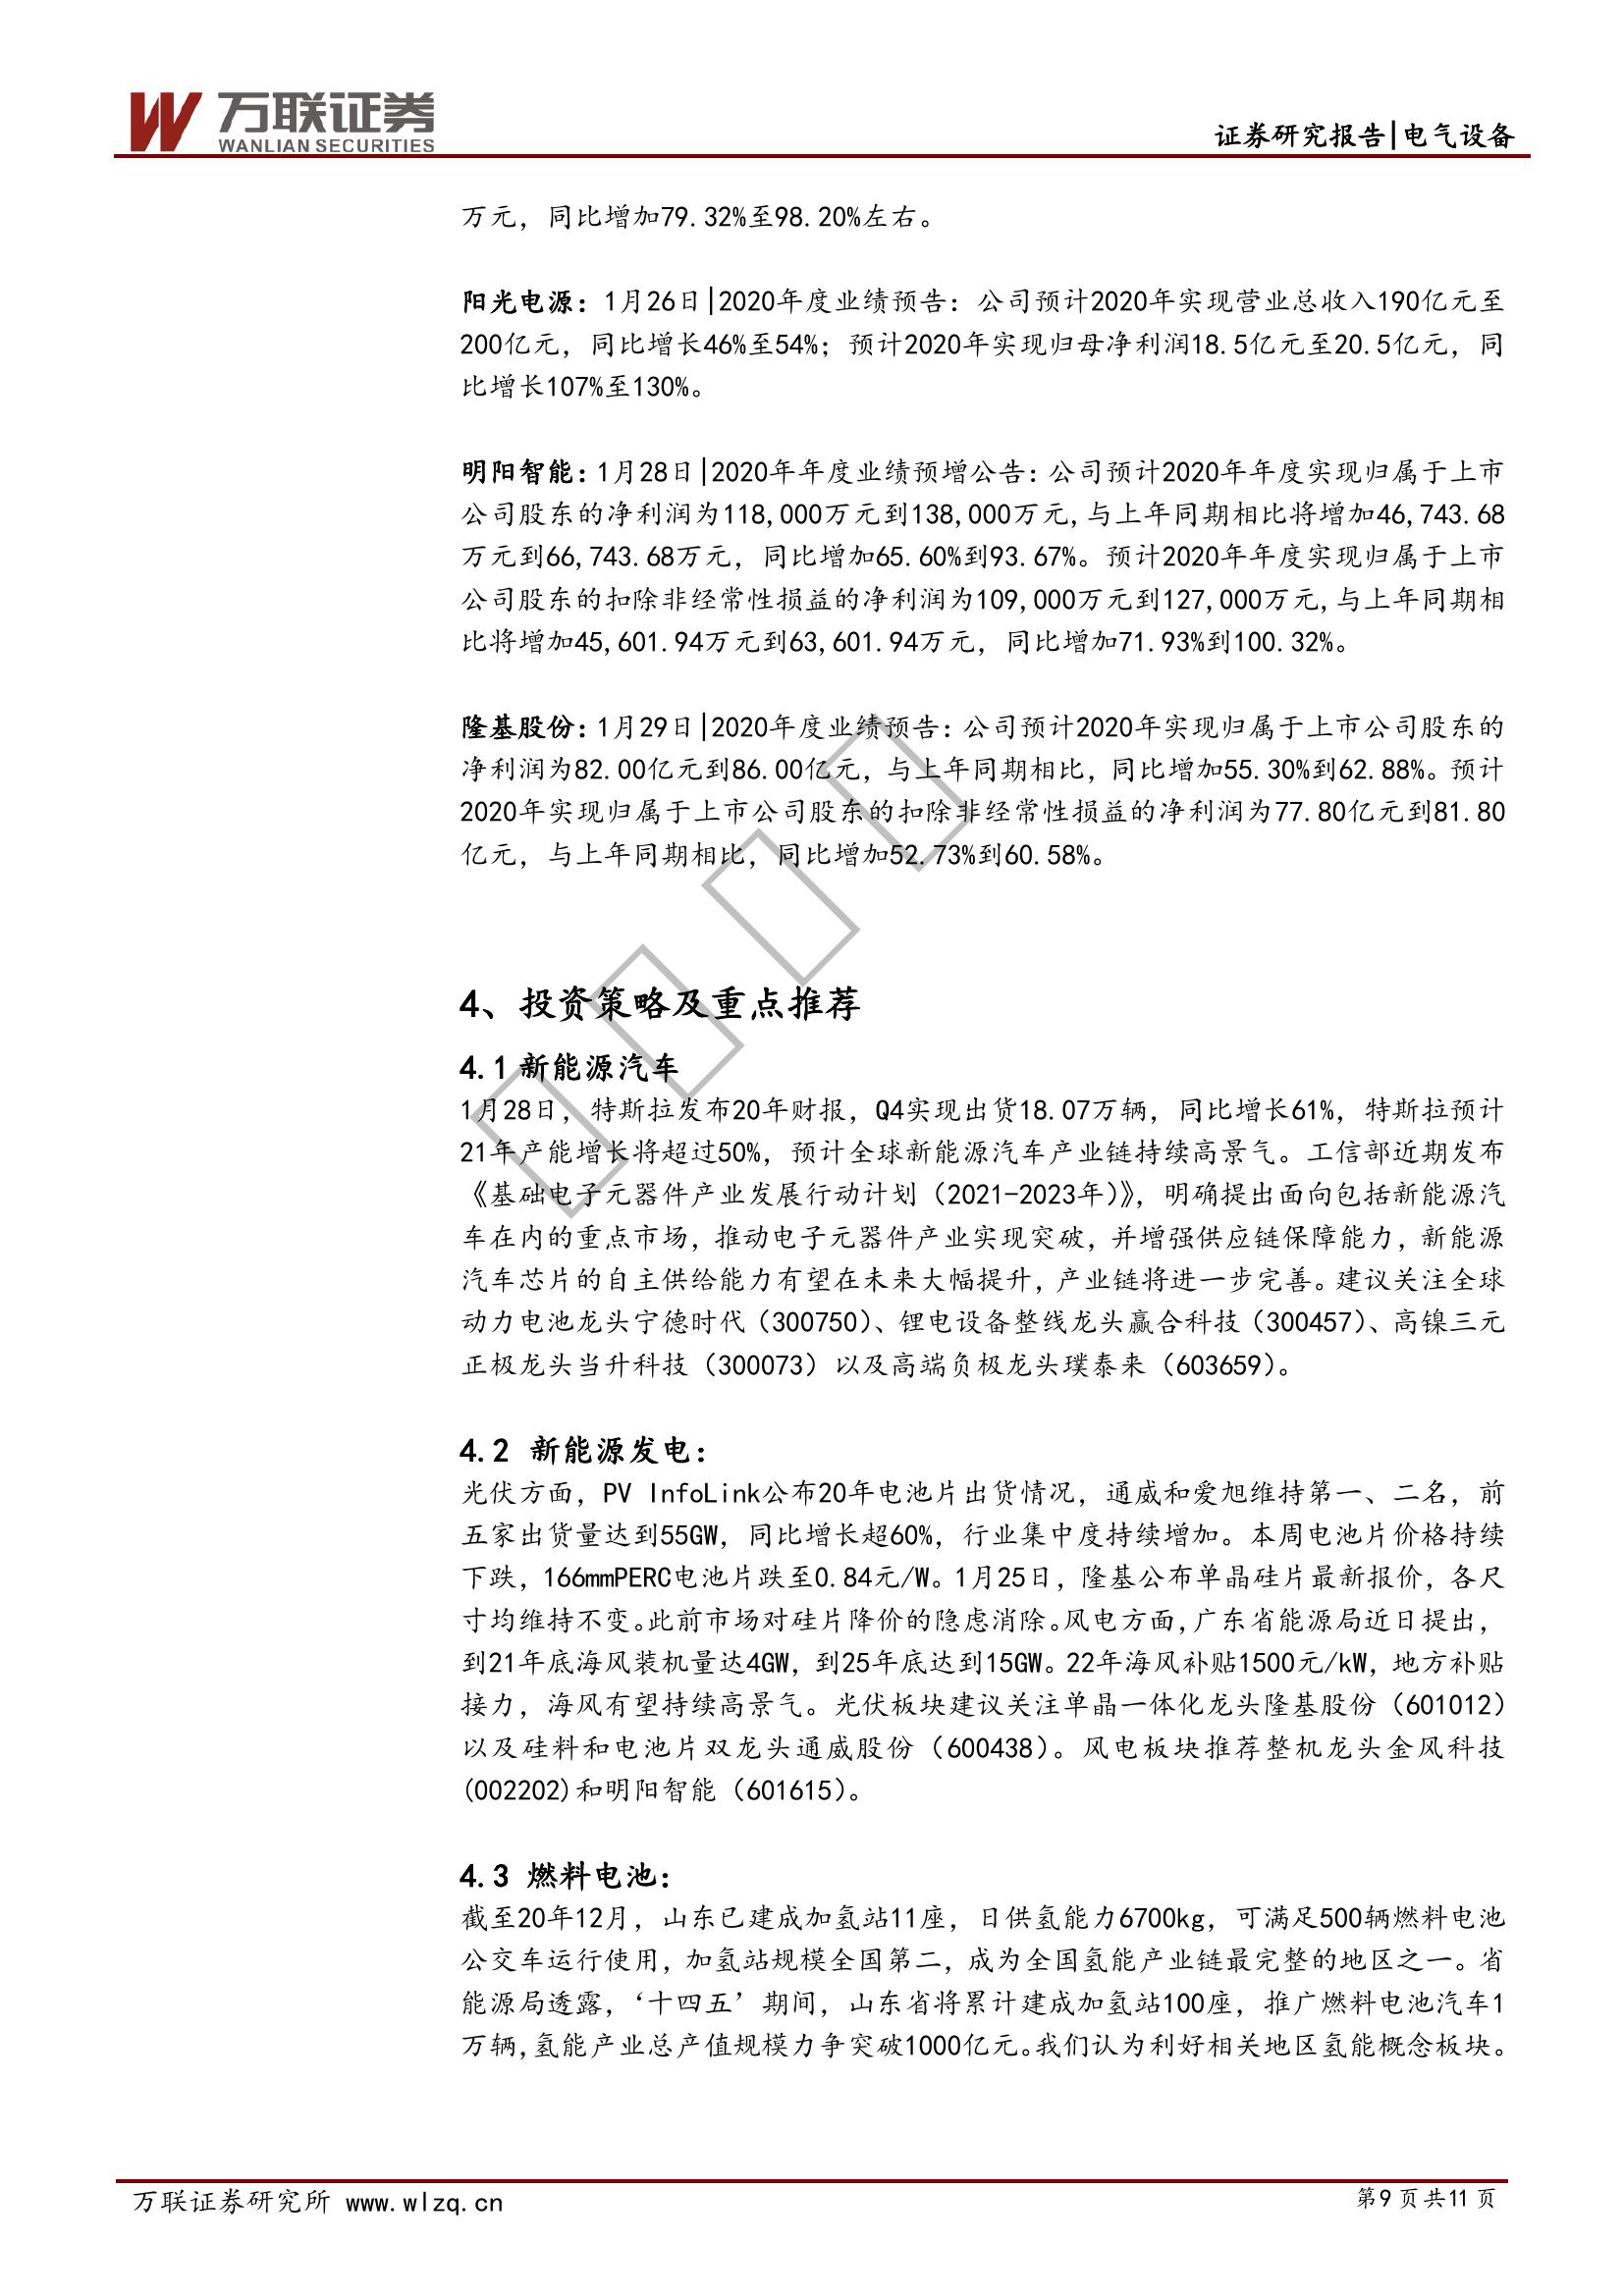 万联证券
WANLIAN SECURITIES
证券研究报告|电气设备
万元，同比增加79.32%至98.20%左右。
阳光电源：1月26日|2020年度业绩预告：公司预计2020年实现营业总收入190亿元至
200亿元，同比增长46%至54%；预计2020年实现归母净利润18.5亿元至20.5亿元，同
比增长107%至130%。
明阳智能：1月28日|2020年年度业绩预增公告：公司预计2020年年度实现归属于上市
公司股东的净利润为118,000万元到138,000万元,与上年同期相比将增加46,743.68
万元到66,743.68万元，同比增加65.60%到93.67%。预计2020年年度实现归属于上市
公司股东的扣除非经常性损益的净利润为109,000万元到127,000万元,与上年同期相
比将增加45,601.94万元到63,601.94万元，同比增加71.93%到100.32%。
隆基股份：1月29日|2020年度业绩预告：公司预计2020年实现归属于上市公司股东的
净利润为82.00亿元到86.00亿元，与上年同期相比，同比增加55.30%到62.88%。预计
2020年实现归属于上市公司股东的扣除非经常性损益的净利润为77.80亿元到81.80
亿元，与上年同期相比，同比增加52.73%到60.58%。
4、投资策略及重点推荐
4.1 新能源汽车
1月28日，特斯拉发布20年财报，Q4实现出货18.07万辆，同比增长61%，特斯拉预计
21年产能增长将超过50%，预计全球新能源汽车产业链持续高景气。工信部近期发布
《基础电子元器件产业发展行动计划（2021-2023年）》，明确提出面向包括新能源汽
车在内的重点市场，推动电子元器件产业实现突破，并增强供应链保障能力，新能源
汽车芯片的自主供给能力有望在未来大幅提升，产业链将进一步完善。建议关注全球
动力电池龙头宁德时代（300750）、锂电设备整线龙头赢合科技（300457）、高镍三元
正极龙头当升科技（300073）以及高端负极龙头璞泰来（603659）。
4.2 新能源发电：
光伏方面，PV InfoLink公布20年电池片出货情况，通威和爱旭维持第一、二名，前
五家出货量达到55GW，同比增长超60%，行业集中度持续增加。本周电池片价格持续
下跌，166mmPERC电池片跌至0.84元/W。1月25日，隆基公布单晶硅片最新报价，各尺
寸均维持不变。此前市场对硅片降价的隐虑消除。风电方面，广东省能源局近日提出，
到21年底海风装机量达4GW，到25年底达到15GW。22年海风补贴1500元/kW，地方补贴
接力，海风有望持续高景气。光伏板块建议关注单晶一体化龙头隆基股份（601012）
以及硅料和电池片双龙头通威股份（600438）。风电板块推荐整机龙头金风科技
(002202)和明阳智能（601615）。
4.3 燃料电池：
截至20年12月，山东已建成加氢站11座，日供氢能力6700kg，可满足500辆燃料电池
公交车运行使用，加氢站规模全国第二，成为全国氢能产业链最完整的地区之一。省
能源局透露，‘十四五’期间，山东省将累计建成加氢站100座，推广燃料电池汽车1
万辆,氢能产业总产值规模力争突破1000亿元。我们认为利好相关地区氢能概念板块。
万联证券研究所 www.wlzq.cn
第9页共11页